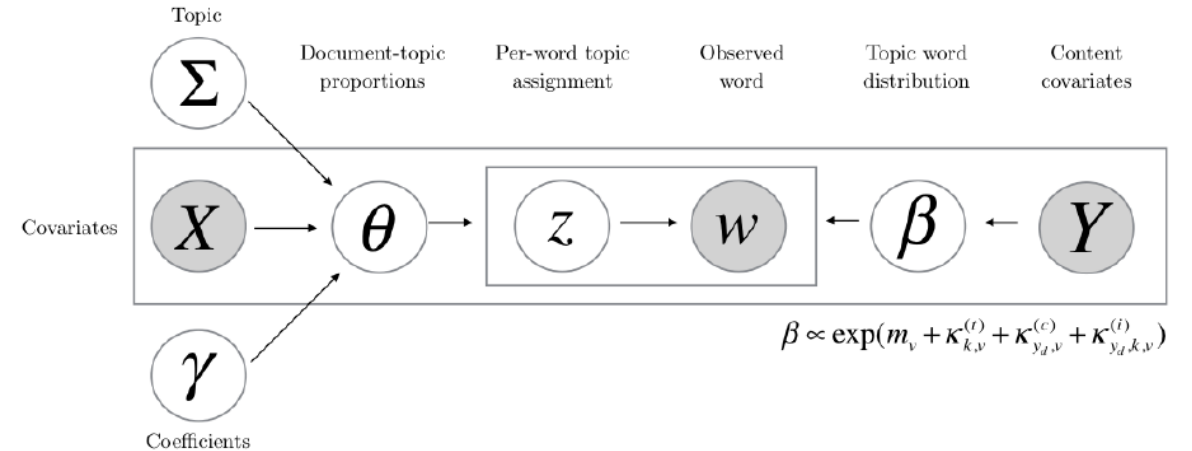 Topic
Σ
Document-topic
proportions
Per-word topic
assignment
Observed
word
Topic word
distribution
Content
covariates
Covariates
X
θ
z
w
β
Y
β ∝ exp(m_v + κ^{(t)}_{k,v} + κ^{(c)}_{y_d,v} + κ^{(i)}_{y_d,k,v})
γ
Coefficients